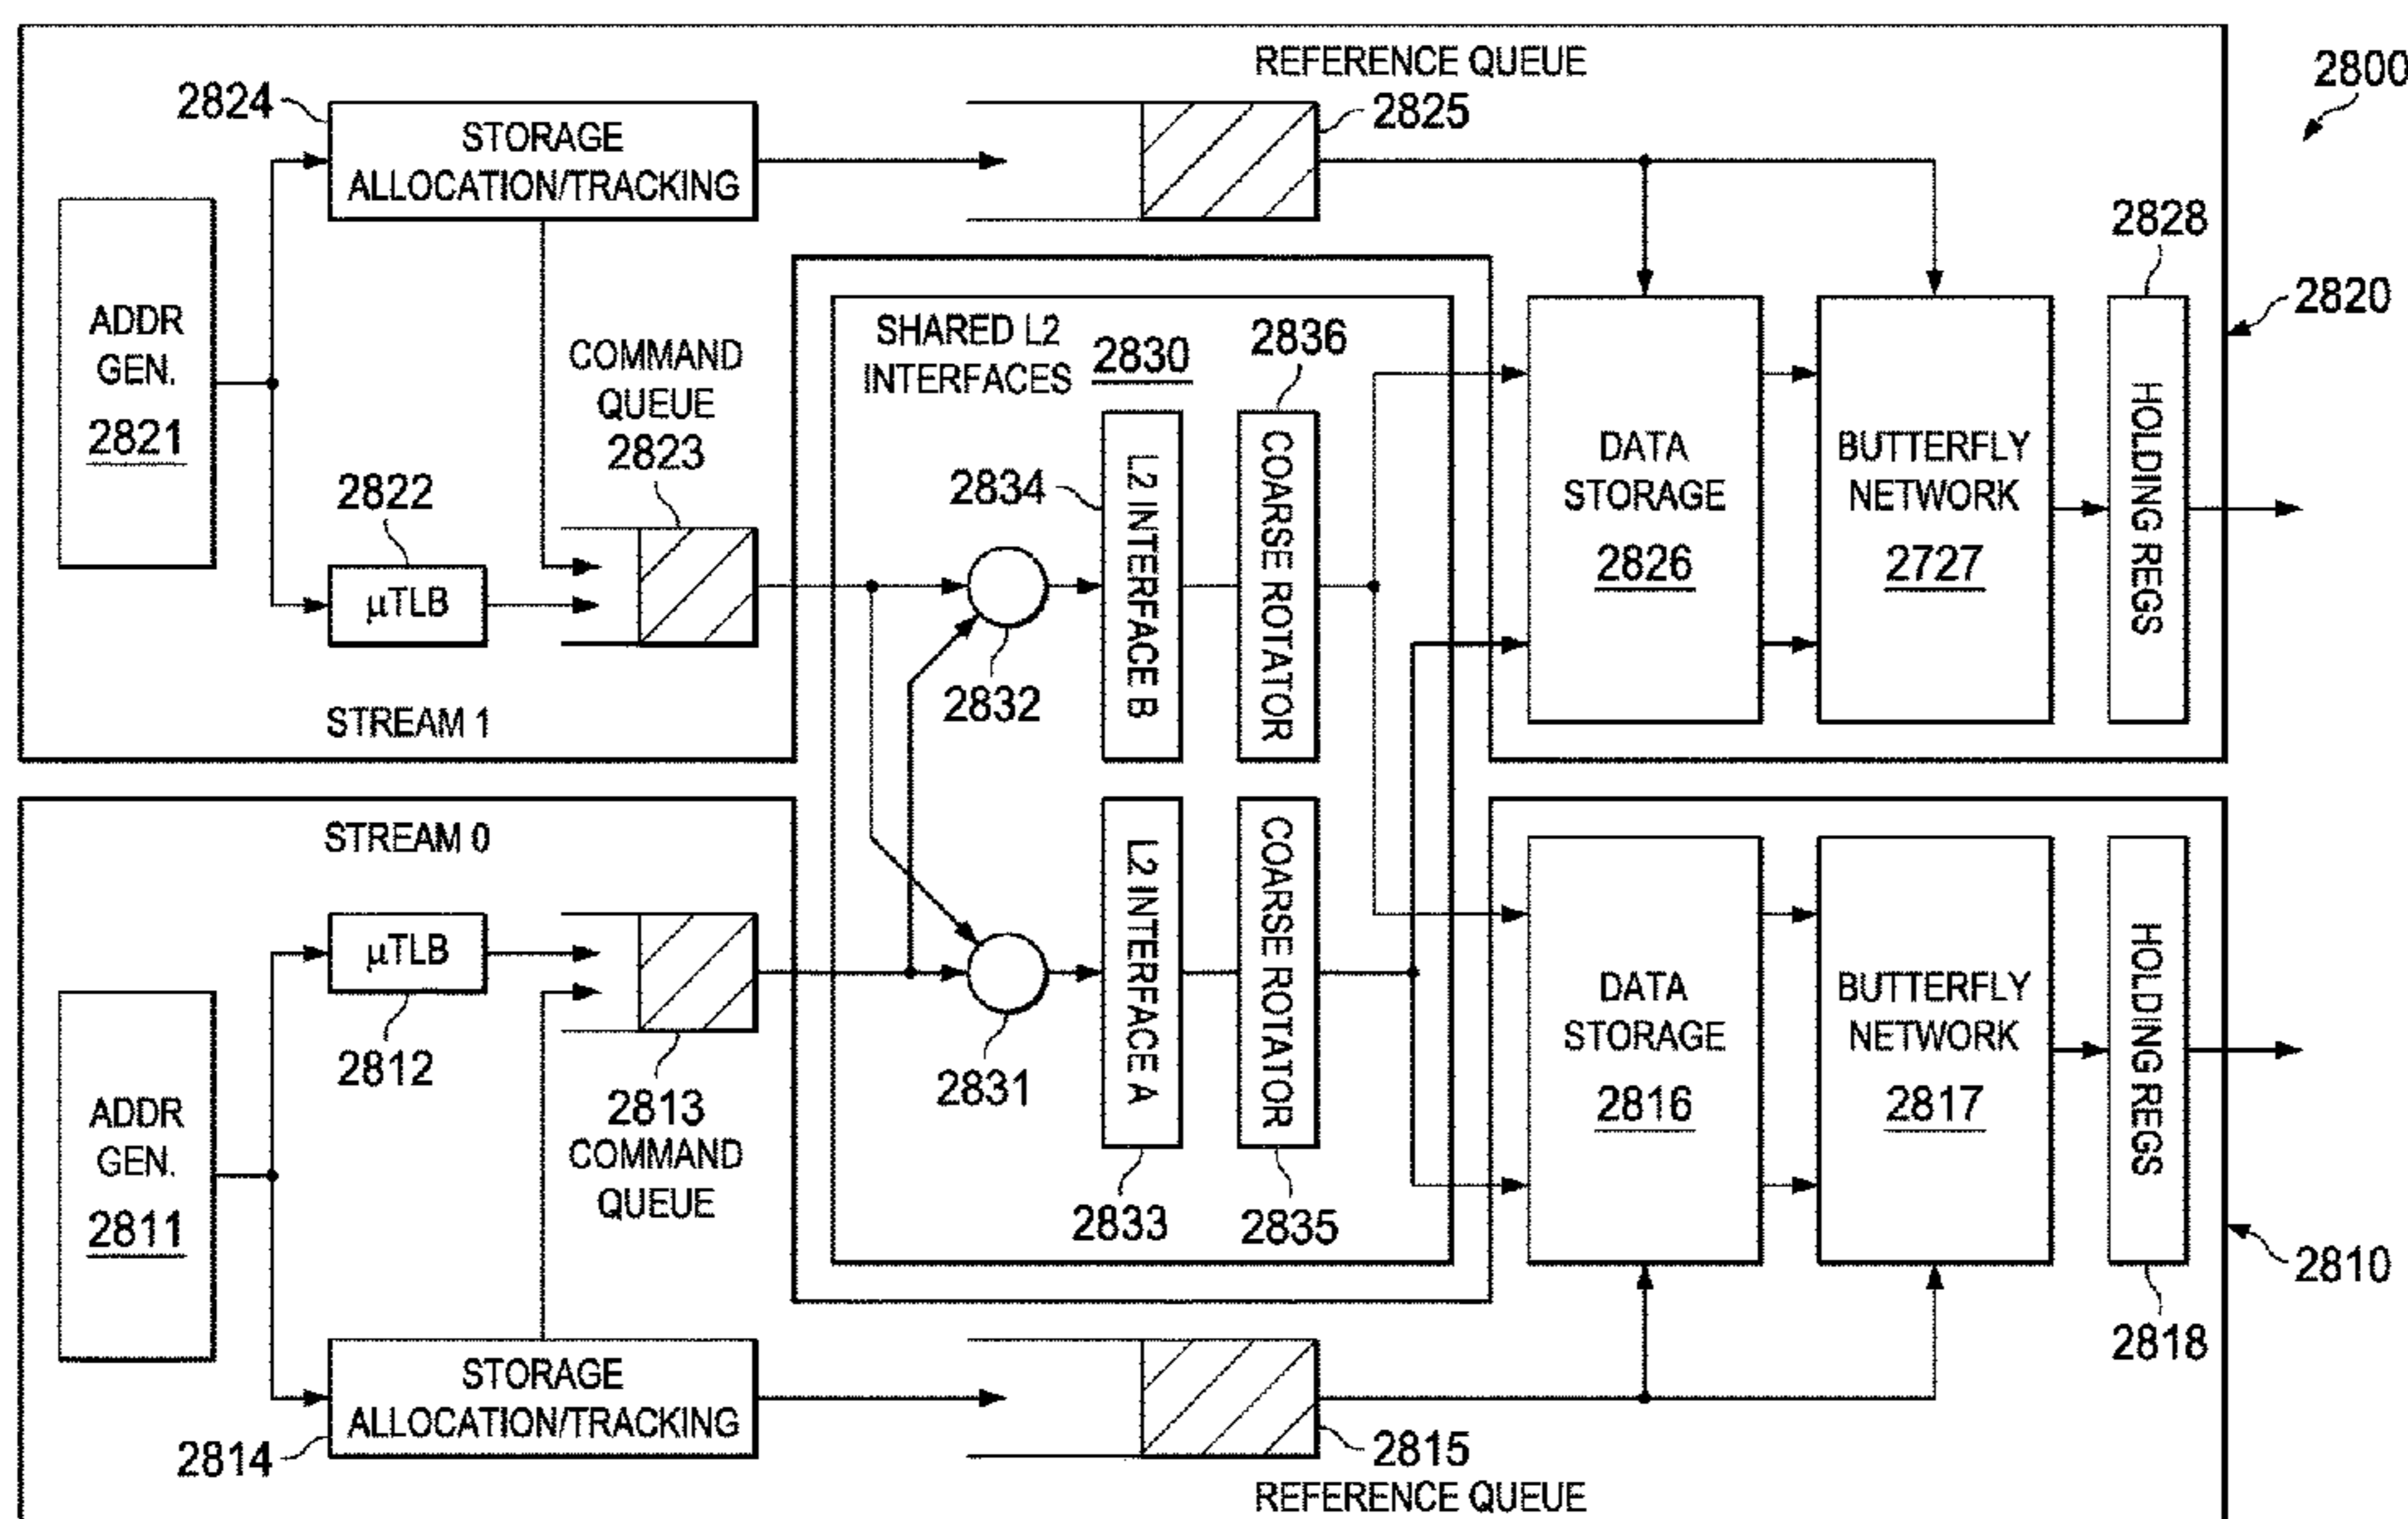 REFERENCE QUEUE
2825
2800
2824
STORAGE
ALLOCATION/TRACKING
2828
2820
ADDR
GEN.
2821
COMMAND
QUEUE
2823
2822
µTLB
STREAM 1
SHARED L2
INTERFACES
2830
2836
2834
L2 INTERFACE B
COARSE ROTATOR
2832
DATA
STORAGE
2826
BUTTERFLY
NETWORK
2727
HOLDING REGS
STREAM 0
µTLB
2812
2813
COMMAND
QUEUE
ADDR
GEN.
2811
2831
L2 INTERFACE A
COARSE ROTATOR
2833
2835
DATA
STORAGE
2816
BUTTERFLY
NETWORK
2817
HOLDING REGS
2810
2818
STORAGE
ALLOCATION/TRACKING
2814
2815
REFERENCE QUEUE